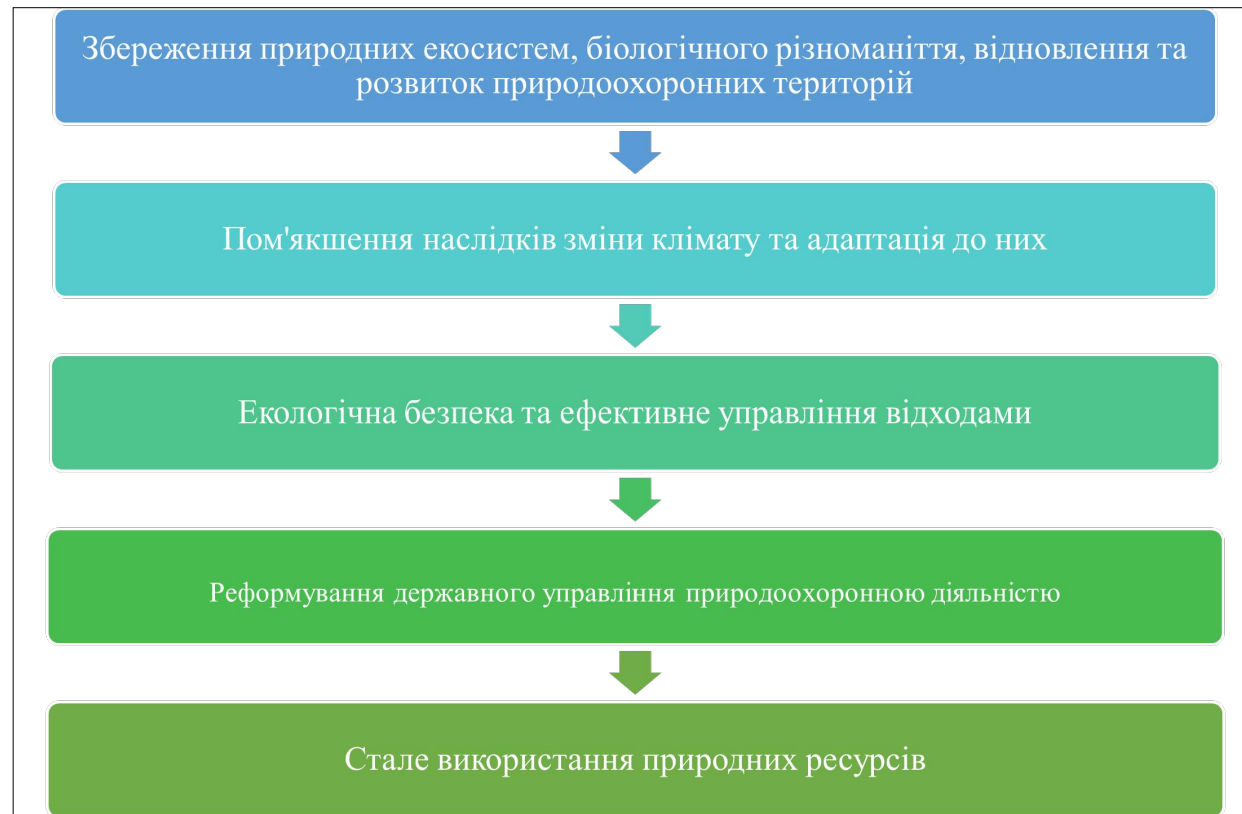 Збереження природних екосистем, біологічного різноманіття, відновлення та
розвиток природоохоронних територій
Пом'якшення наслідків зміни клімату та адаптація до них
Екологічна безпека та ефективне управління відходами
Реформування державного управління природоохоронною діяльністю
Стале використання природних ресурсів